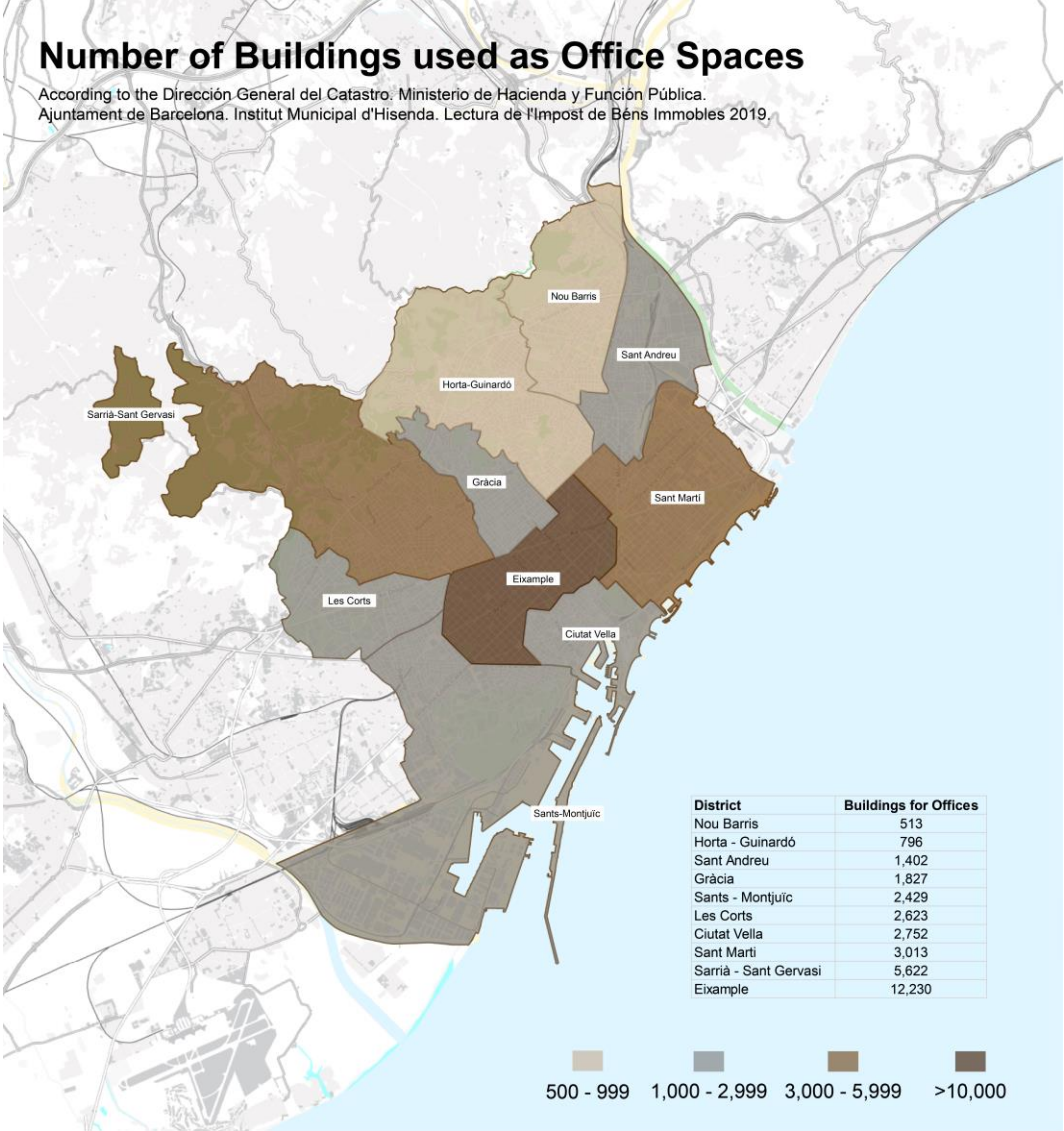 Number of Buildings used as Office Spaces
According to the Dirección General del Catastro. Ministerio de Hacienda y Función Pública.
Ajuntament de Barcelona. Institut Municipal d'Hisenda. Lectura de l'Impost de Béns Immobles 2019.
Nou Barris
Sant Andreu
Horta-Guinardó
Sarrià-Sant Gervasi
Gràcia
Sant Martí
Eixample
Les Corts
Ciutat Vella
Sants-Montjuïc
District Buildings for Offices
Nou Barris 513
Horta - Guinardó 796
Sant Andreu 1,402
Gràcia 1,827
Sants - Montjuïc 2,429
Les Corts 2,623
Ciutat Vella 2,752
Sant Marti 3,013
Sarrià - Sant Gervasi 5,622
Eixample 12,230
500 - 999 1,000 - 2,999 3,000 - 5,999 >10,000